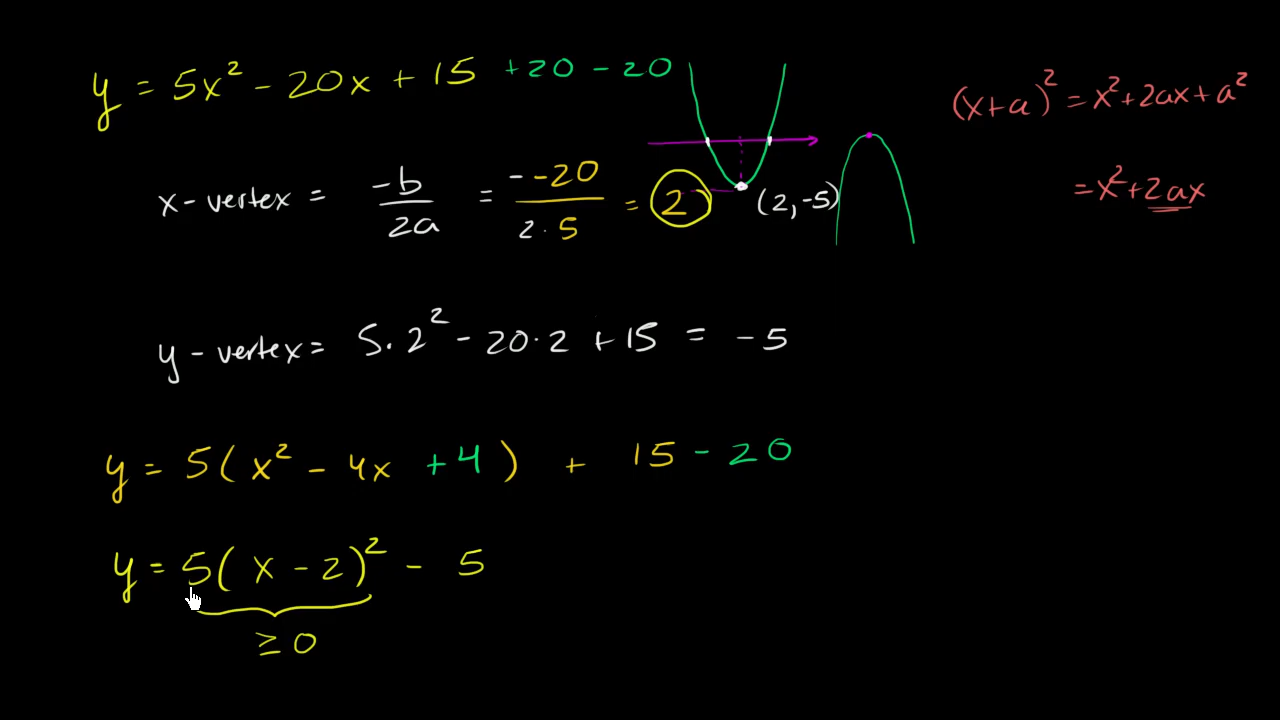 y = 5x² - 20x + 15 +20 -20
(x+a)² = x²+2ax+a²
x-vertex = -b/2a = - -20/2·5 = 2
(2,-5)
= x²+2ax
y-vertex = 5·2² - 20·2 +15 = -5
y = 5(x² - 4x +4) + 15 - 20
y = 5(x - 2)² - 5
≥ 0